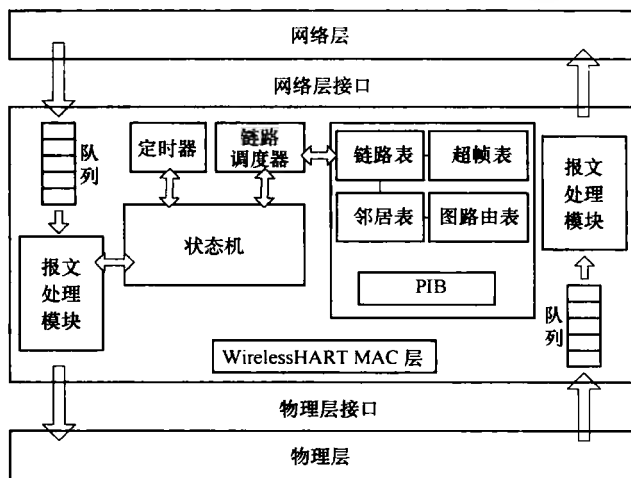 网络层
网络层接口
队列
定时器
链路
调度器
链路表
超帧表
邻居表
图路由表
PIB
状态机
报文
处理
模块
报文
处理
模块
队列
WirelessHART MAC 层
物理层接口
物理层